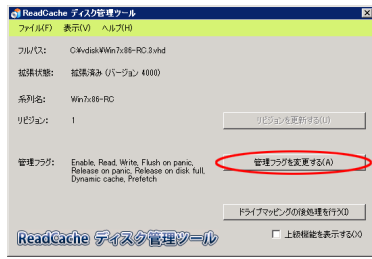 ReadCache ディスク管理ツール
ファイル(F) 表示(V) ヘルプ(H)
フルパス: C:¥vdisk¥Win7x86-RC.3.vhd
拡張状態: 拡張済み (バージョン 4000)
系列名: Win7x86-RC
リビジョン: 1 リビジョンを更新する(U)
管理フラグ: Enable, Read, Write, Flush on panic,
Release on panic, Release on disk full,
Dynamic cache, Prefetch
管理フラグを変更する(A)
ドライブマッピングの後処理を行う(I)
ReadCache ディスク管理ツール
上級機能を表示する(X)